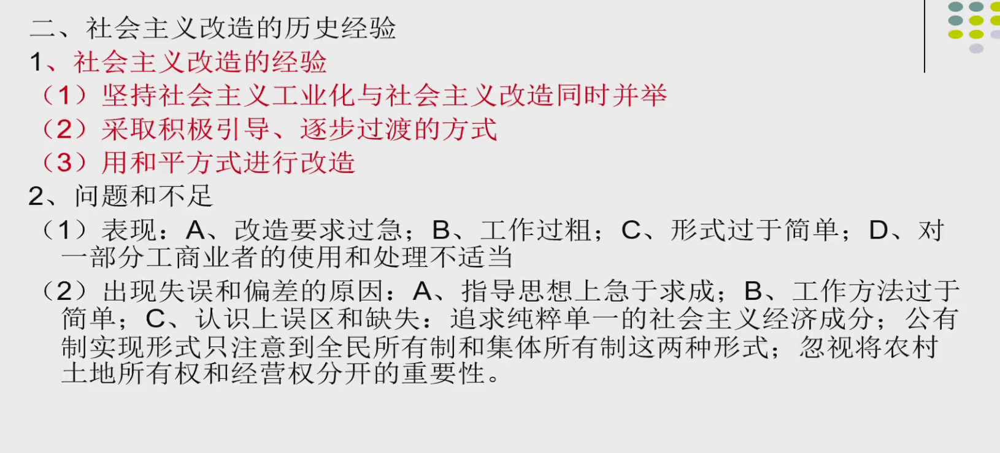 二、社会主义改造的历史经验
1、社会主义改造的经验
（1）坚持社会主义工业化与社会主义改造同时并举
（2）采取积极引导、逐步过渡的方式
（3）用和平方式进行改造
2、问题和不足
（1）表现：A、改造要求过急；B、工作过粗；C、形式过于简单；D、对
一部分工商业者的使用和处理不适当
（2）出现失误和偏差的原因：A、指导思想上急于求成；B、工作方法过于
简单；C、认识上误区和缺失：追求纯粹单一的社会主义经济成分；公有
制实现形式只注意到全民所有制和集体所有制这两种形式；忽视将农村
土地所有权和经营权分开的重要性。